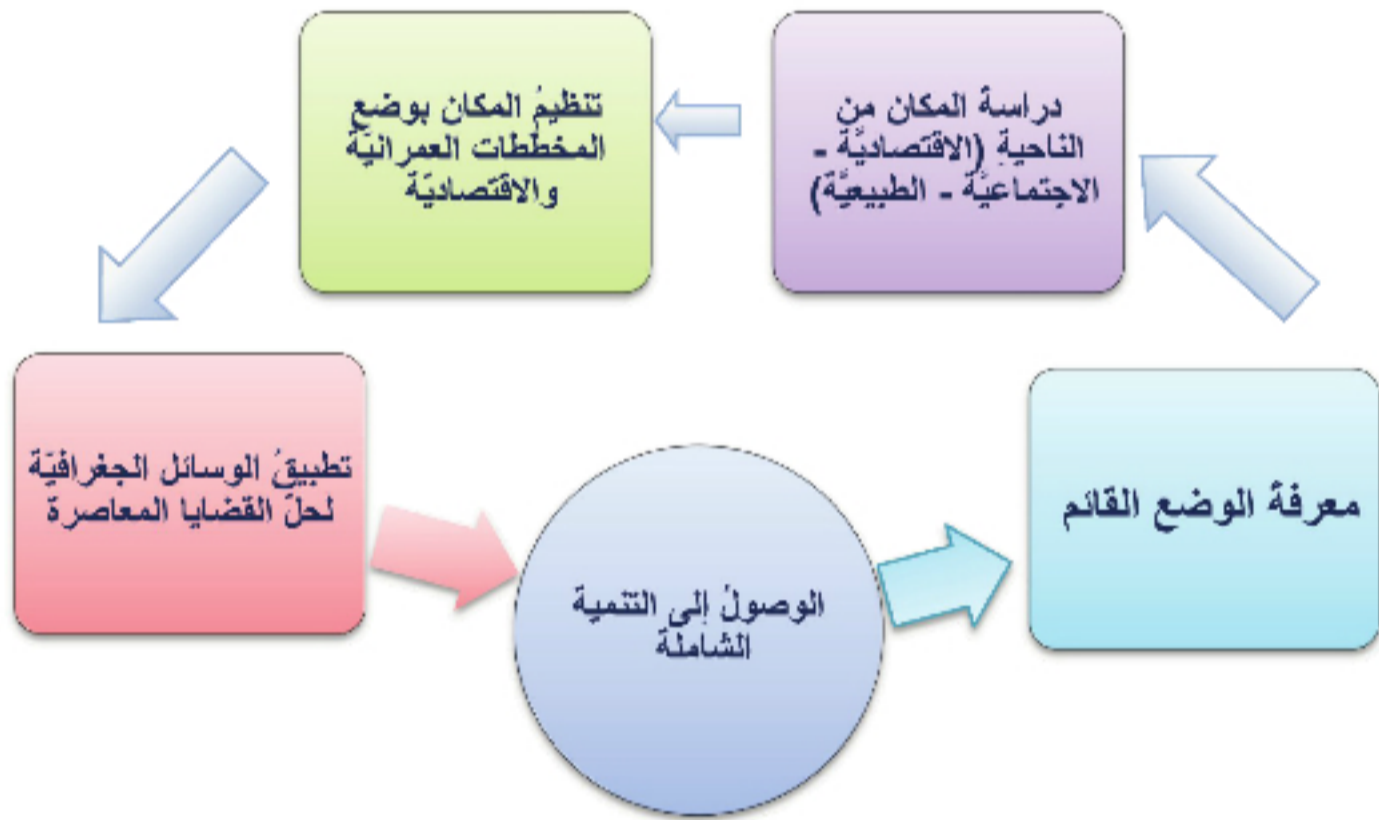 دراسةُ المكان من
الناحيةِ (الاقتصاديَّة -
الاجتماعيَّة - الطبيعيَّة)
تنظيمُ المكان بوضعِ
المخططات العمرانيّة
والاقتصاديّة
تطبيقُ الوسائل الجغرافيّة
لحلّ القضايا المعاصرة
الوصولُ إلى التنمية
الشاملة
معرفةُ الوضع القائم